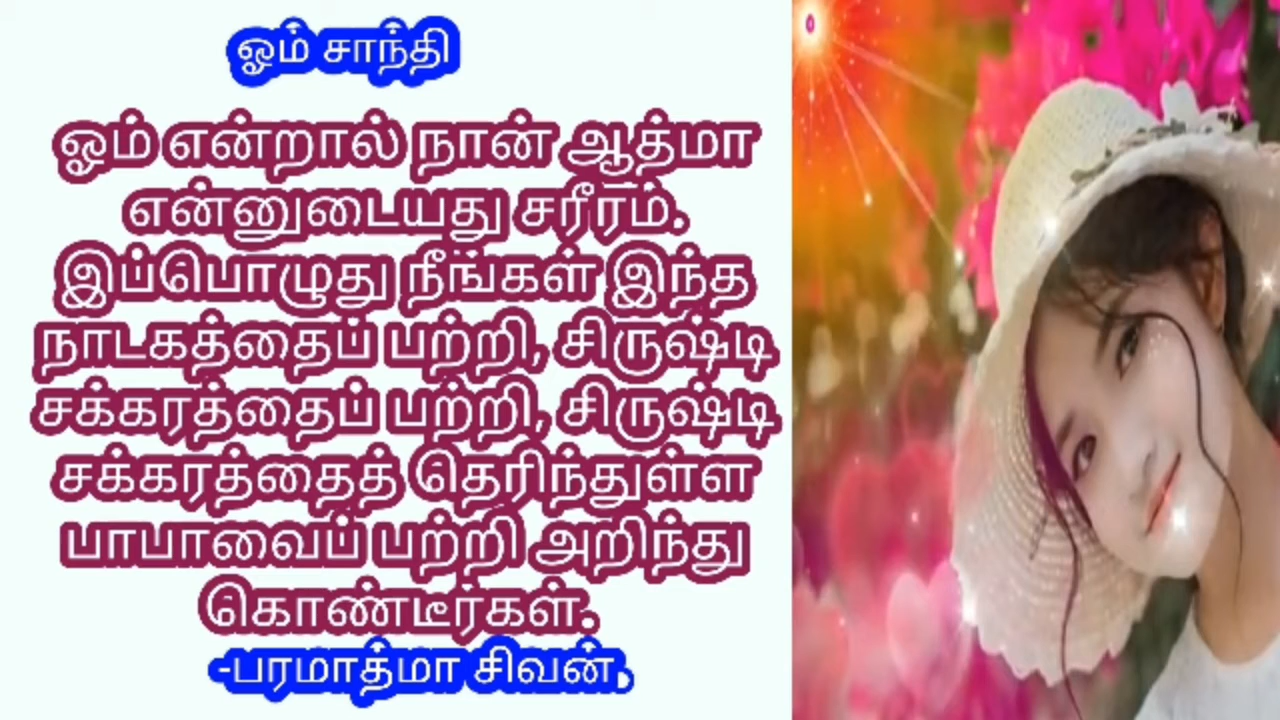 ஓம் சாந்தி
ஓம் என்றால் நான் ஆத்மா
என்னுடையது சரீரம்.
இப்பொழுது நீங்கள் இந்த
நாடகத்தைப் பற்றி, சிருஷ்டி
சக்கரத்தைப் பற்றி, சிருஷ்டி
சக்கரத்தைத் தெரிந்துள்ள
பாபாவைப் பற்றி அறிந்து
கொண்டீர்கள்.
-பரமாத்மா சிவன்,